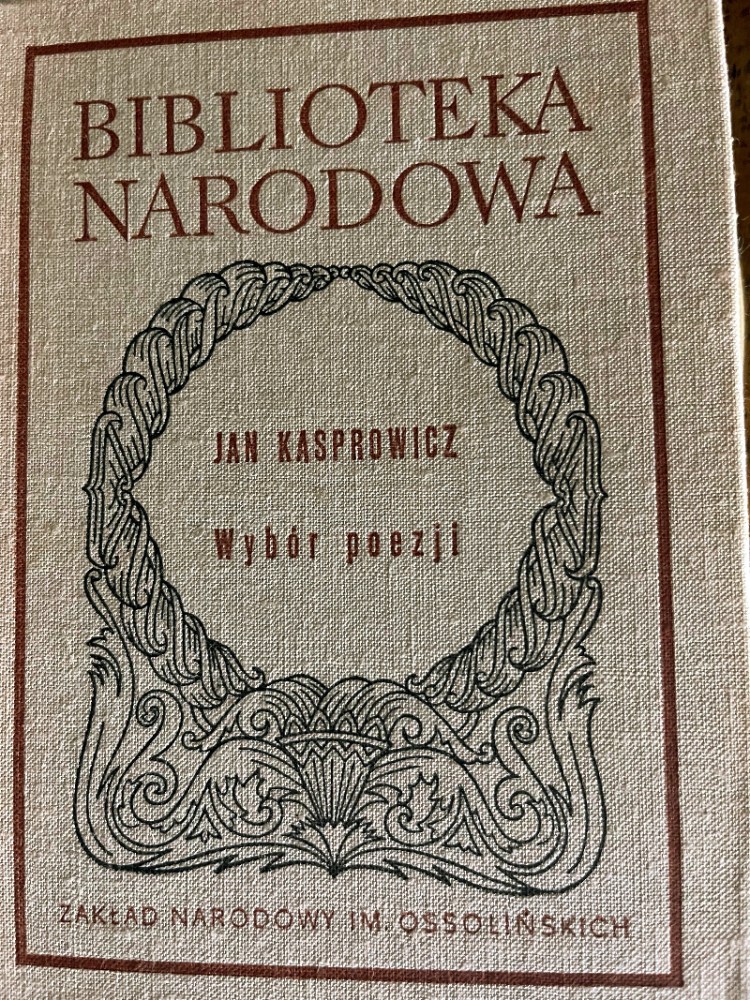 BIBLIOTEKA
NARODOWA
JAN KASPROWICZ
Wybór poezji
ZAKŁAD NARODOWY IM. OSSOLIŃSKICH